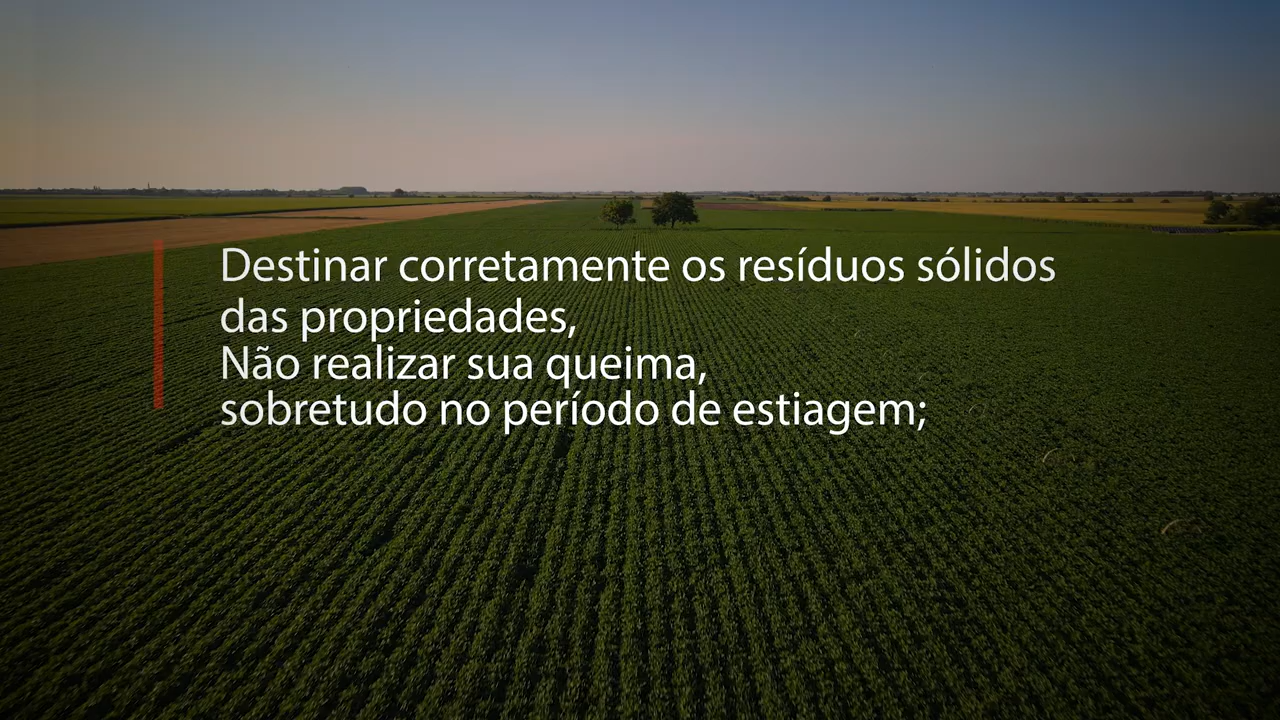 Destinar corretamente os resíduos sólidos
das propriedades,
Não realizar sua queima,
sobretudo no período de estiagem;